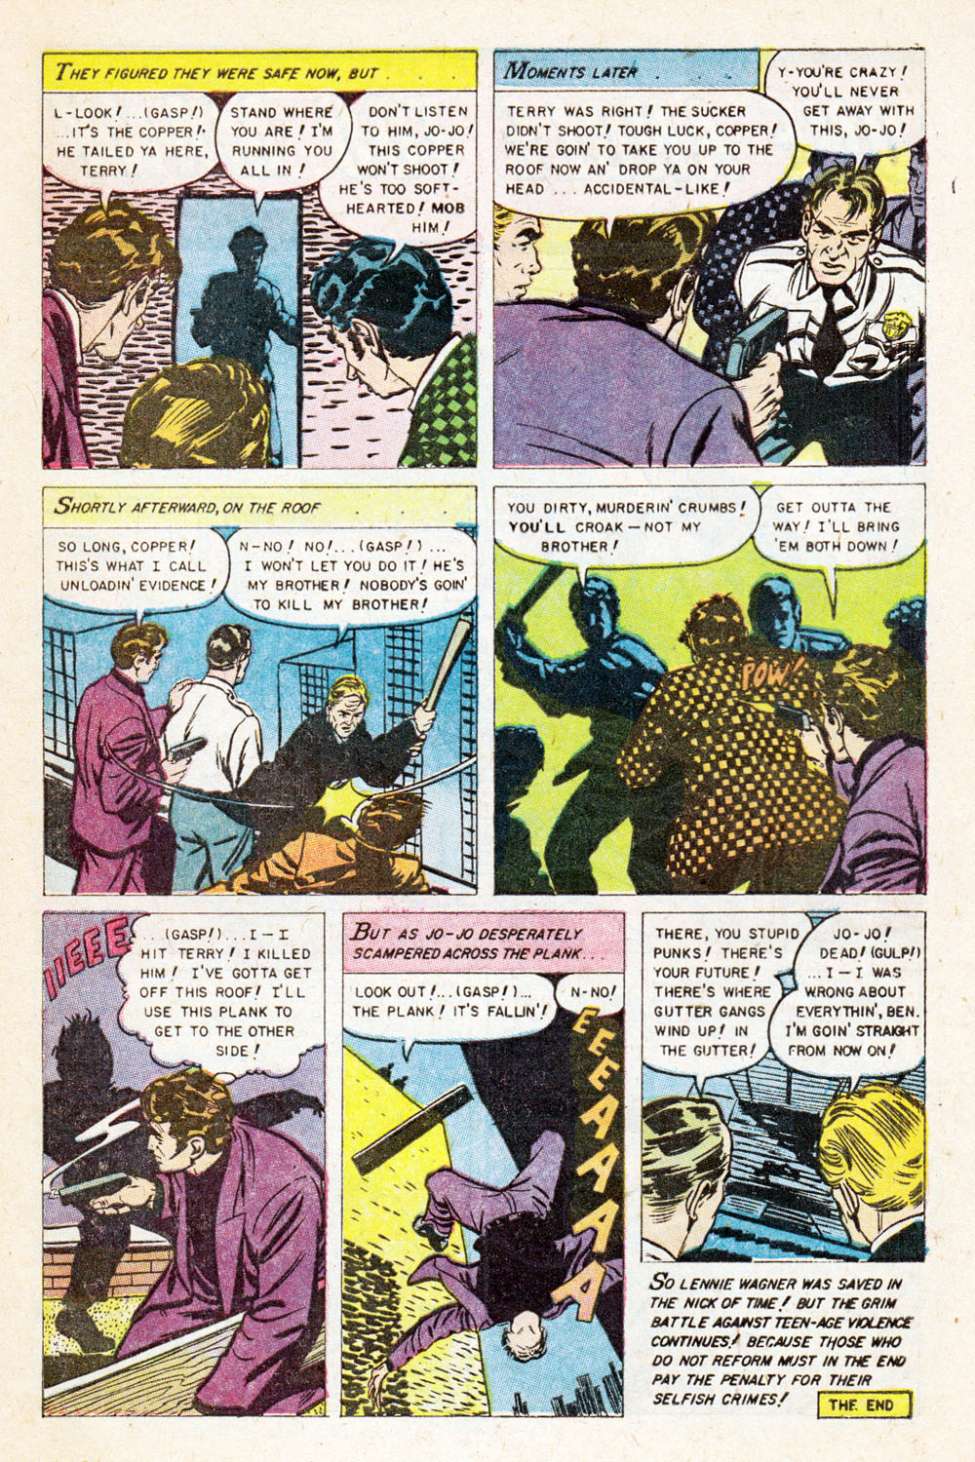 THEY FIGURED THEY WERE SAFE NOW, BUT . . . .
L-LOOK! ...(GASP!)
...IT'S THE COPPER!
HE TAILED YA HERE,
TERRY!
STAND WHERE
YOU ARE! I'M
RUNNING YOU
ALL IN!
DON'T LISTEN
TO HIM, JO-JO!
THIS COPPER
WON'T SHOOT!
HE'S TOO SOFT-
HEARTED! MOB
HIM!
MOMENTS LATER . . . .
TERRY WAS RIGHT! THE SUCKER
DIDN'T SHOOT! TOUGH LUCK, COPPER!
WE'RE GOIN' TO TAKE YOU UP TO THE
ROOF NOW AN' DROP YA ON YOUR
HEAD ... ACCIDENTAL-LIKE!
Y-YOU'RE CRAZY!
YOU'LL NEVER
GET AWAY WITH
THIS, JO-JO!
SHORTLY AFTERWARD, ON THE ROOF . . . .
SO LONG, COPPER!
THIS'S WHAT I CALL
UNLOADIN' EVIDENCE!
N-NO! NO!...(GASP!)...
I WON'T LET YOU DO IT! HE'S
MY BROTHER! NOBODY'S GOIN'
TO KILL MY BROTHER!
YOU DIRTY, MURDERIN' CRUMBS!
YOU'LL CROAK — NOT MY
BROTHER!
GET OUTTA THE
WAY! I'LL BRING
'EM BOTH DOWN!
POW!
IIEEE
...(GASP!)...I — I
HIT TERRY! I KILLED
HIM! I'VE GOTTA GET
OFF THIS ROOF! I'LL
USE THIS PLANK TO
GET TO THE OTHER
SIDE!
BUT AS JO-JO DESPERATELY
SCAMPERED ACROSS THE PLANK...
LOOK OUT!...(GASP!)...
THE PLANK! IT'S FALLIN'!
N-NO!
EEEEAAAAA
THERE, YOU STUPID
PUNKS! THERE'S
YOUR FUTURE!
THERE'S WHERE
GUTTER GANGS
WIND UP! IN
THE GUTTER!
JO-JO!
DEAD! (GULP!)
...I — I WAS
WRONG ABOUT
EVERYTHIN', BEN.
I'M GOIN' STRAIGHT
FROM NOW ON!
SO LENNIE WAGNER WAS SAVED IN
THE NICK OF TIME! BUT THE GRIM
BATTLE AGAINST TEEN-AGE VIOLENCE
CONTINUES! BECAUSE THOSE WHO
DO NOT REFORM MUST IN THE END
PAY THE PENALTY FOR THEIR
SELFISH CRIMES!
THE END